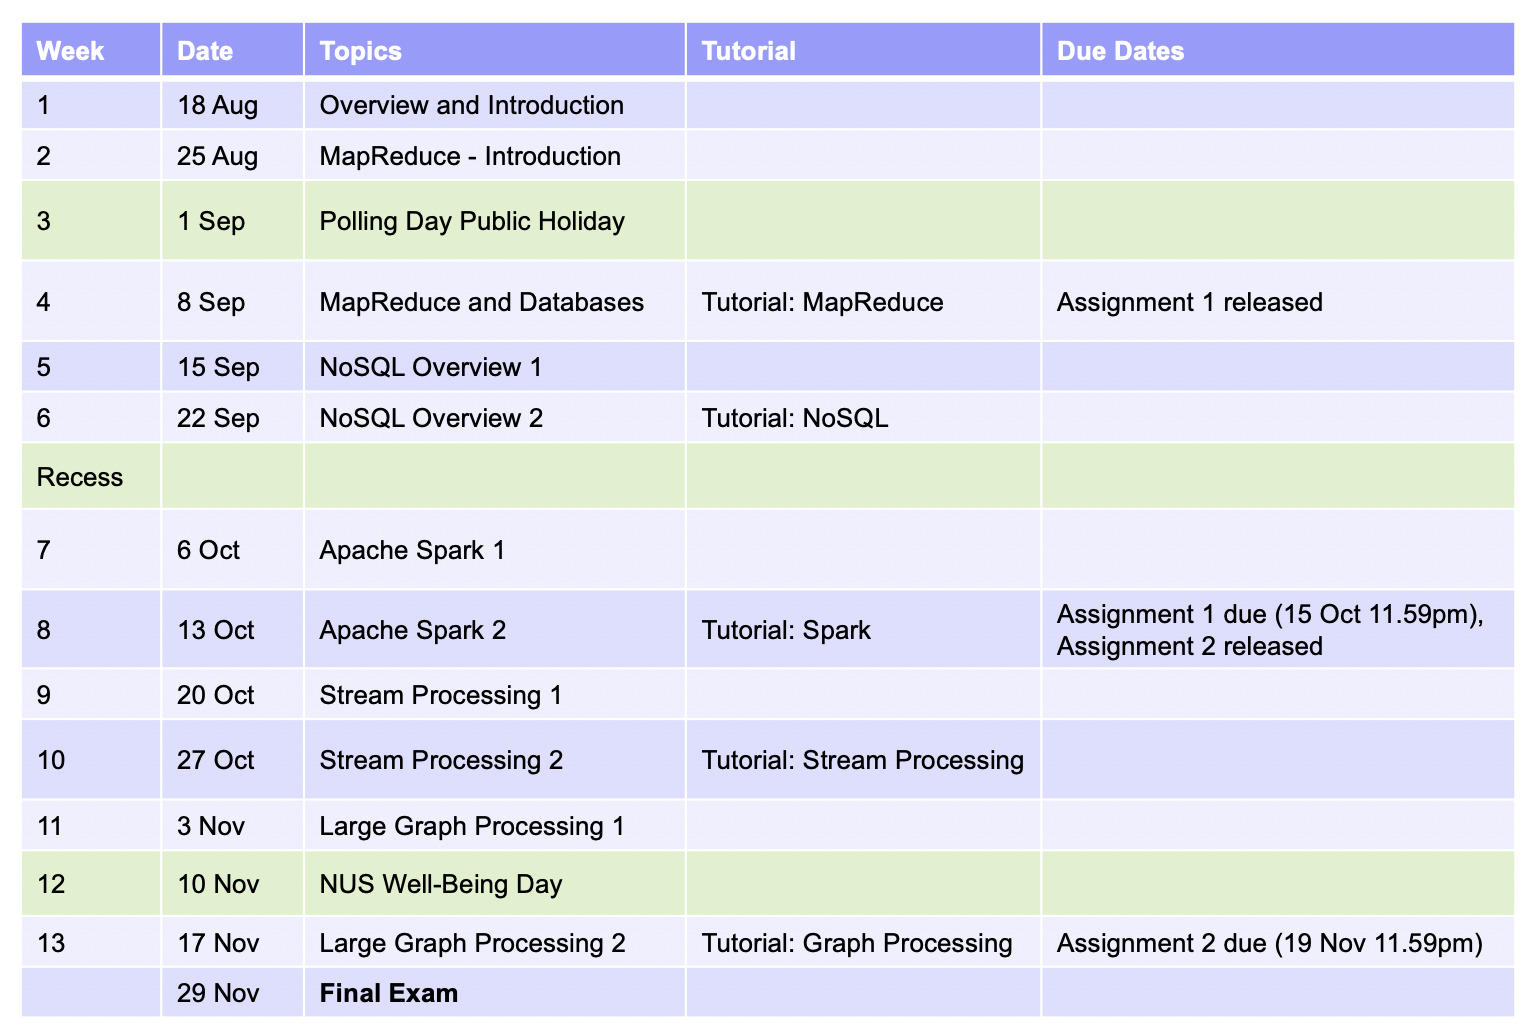 Week Date Topics Tutorial Due Dates
1 18 Aug Overview and Introduction
2 25 Aug MapReduce - Introduction
3 1 Sep Polling Day Public Holiday
4 8 Sep MapReduce and Databases Tutorial: MapReduce Assignment 1 released
5 15 Sep NoSQL Overview 1
6 22 Sep NoSQL Overview 2 Tutorial: NoSQL
Recess
7 6 Oct Apache Spark 1
8 13 Oct Apache Spark 2 Tutorial: Spark Assignment 1 due (15 Oct 11.59pm),
Assignment 2 released
9 20 Oct Stream Processing 1
10 27 Oct Stream Processing 2 Tutorial: Stream Processing
11 3 Nov Large Graph Processing 1
12 10 Nov NUS Well-Being Day
13 17 Nov Large Graph Processing 2 Tutorial: Graph Processing Assignment 2 due (19 Nov 11.59pm)
29 Nov Final Exam